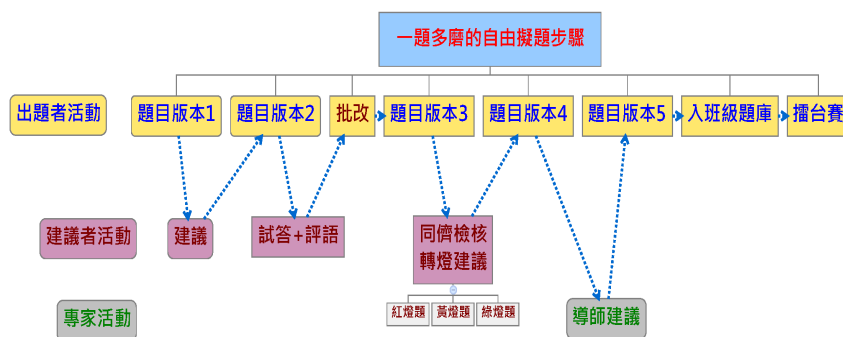 一題多磨的自由擬題步驟
出題者活動
題目版本1
題目版本2
批改
題目版本3
題目版本4
題目版本5
入班級題庫
擂台賽
建議者活動
建議
試答+評語
同儕檢核
轉燈建議
紅燈題
黃燈題
綠燈題
專家活動
導師建議